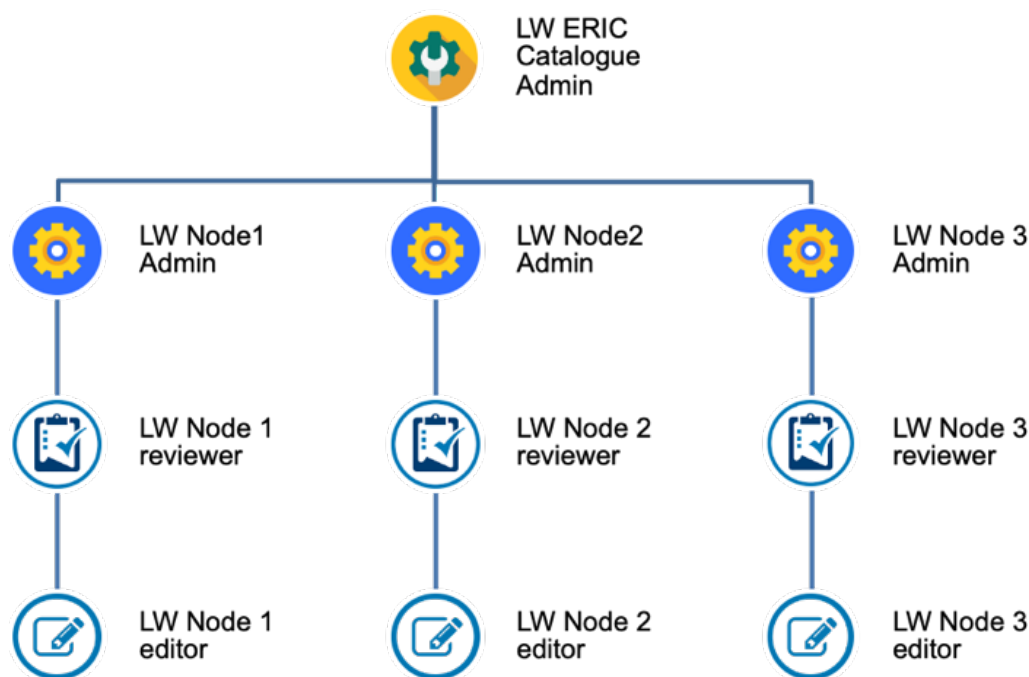 LW ERIC
Catalogue
Admin
LW Node1
Admin
LW Node2
Admin
LW Node 3
Admin
LW Node 1
reviewer
LW Node 2
reviewer
LW Node 3
reviewer
LW Node 1
editor
LW Node 2
editor
LW Node 3
editor